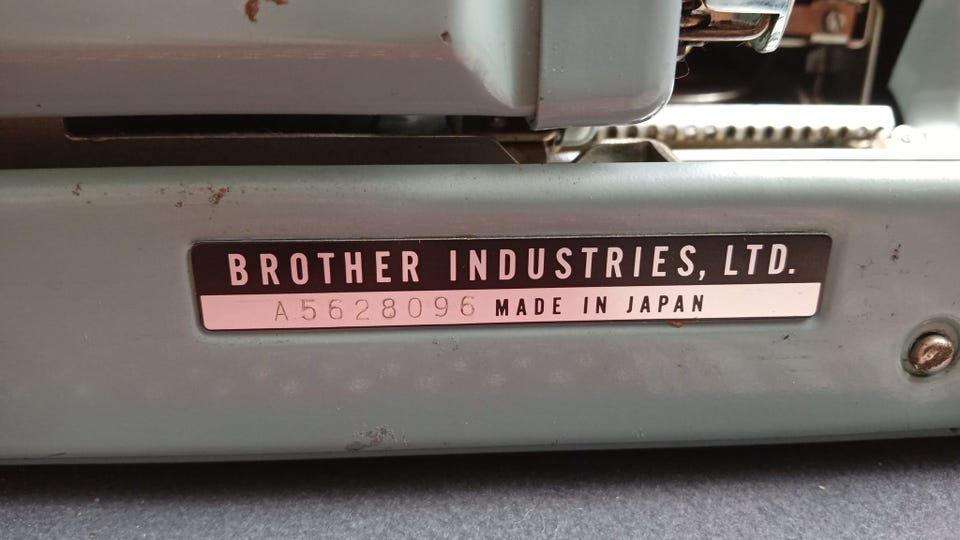 BROTHER INDUSTRIES, LTD.
A5628096 MADE IN JAPAN